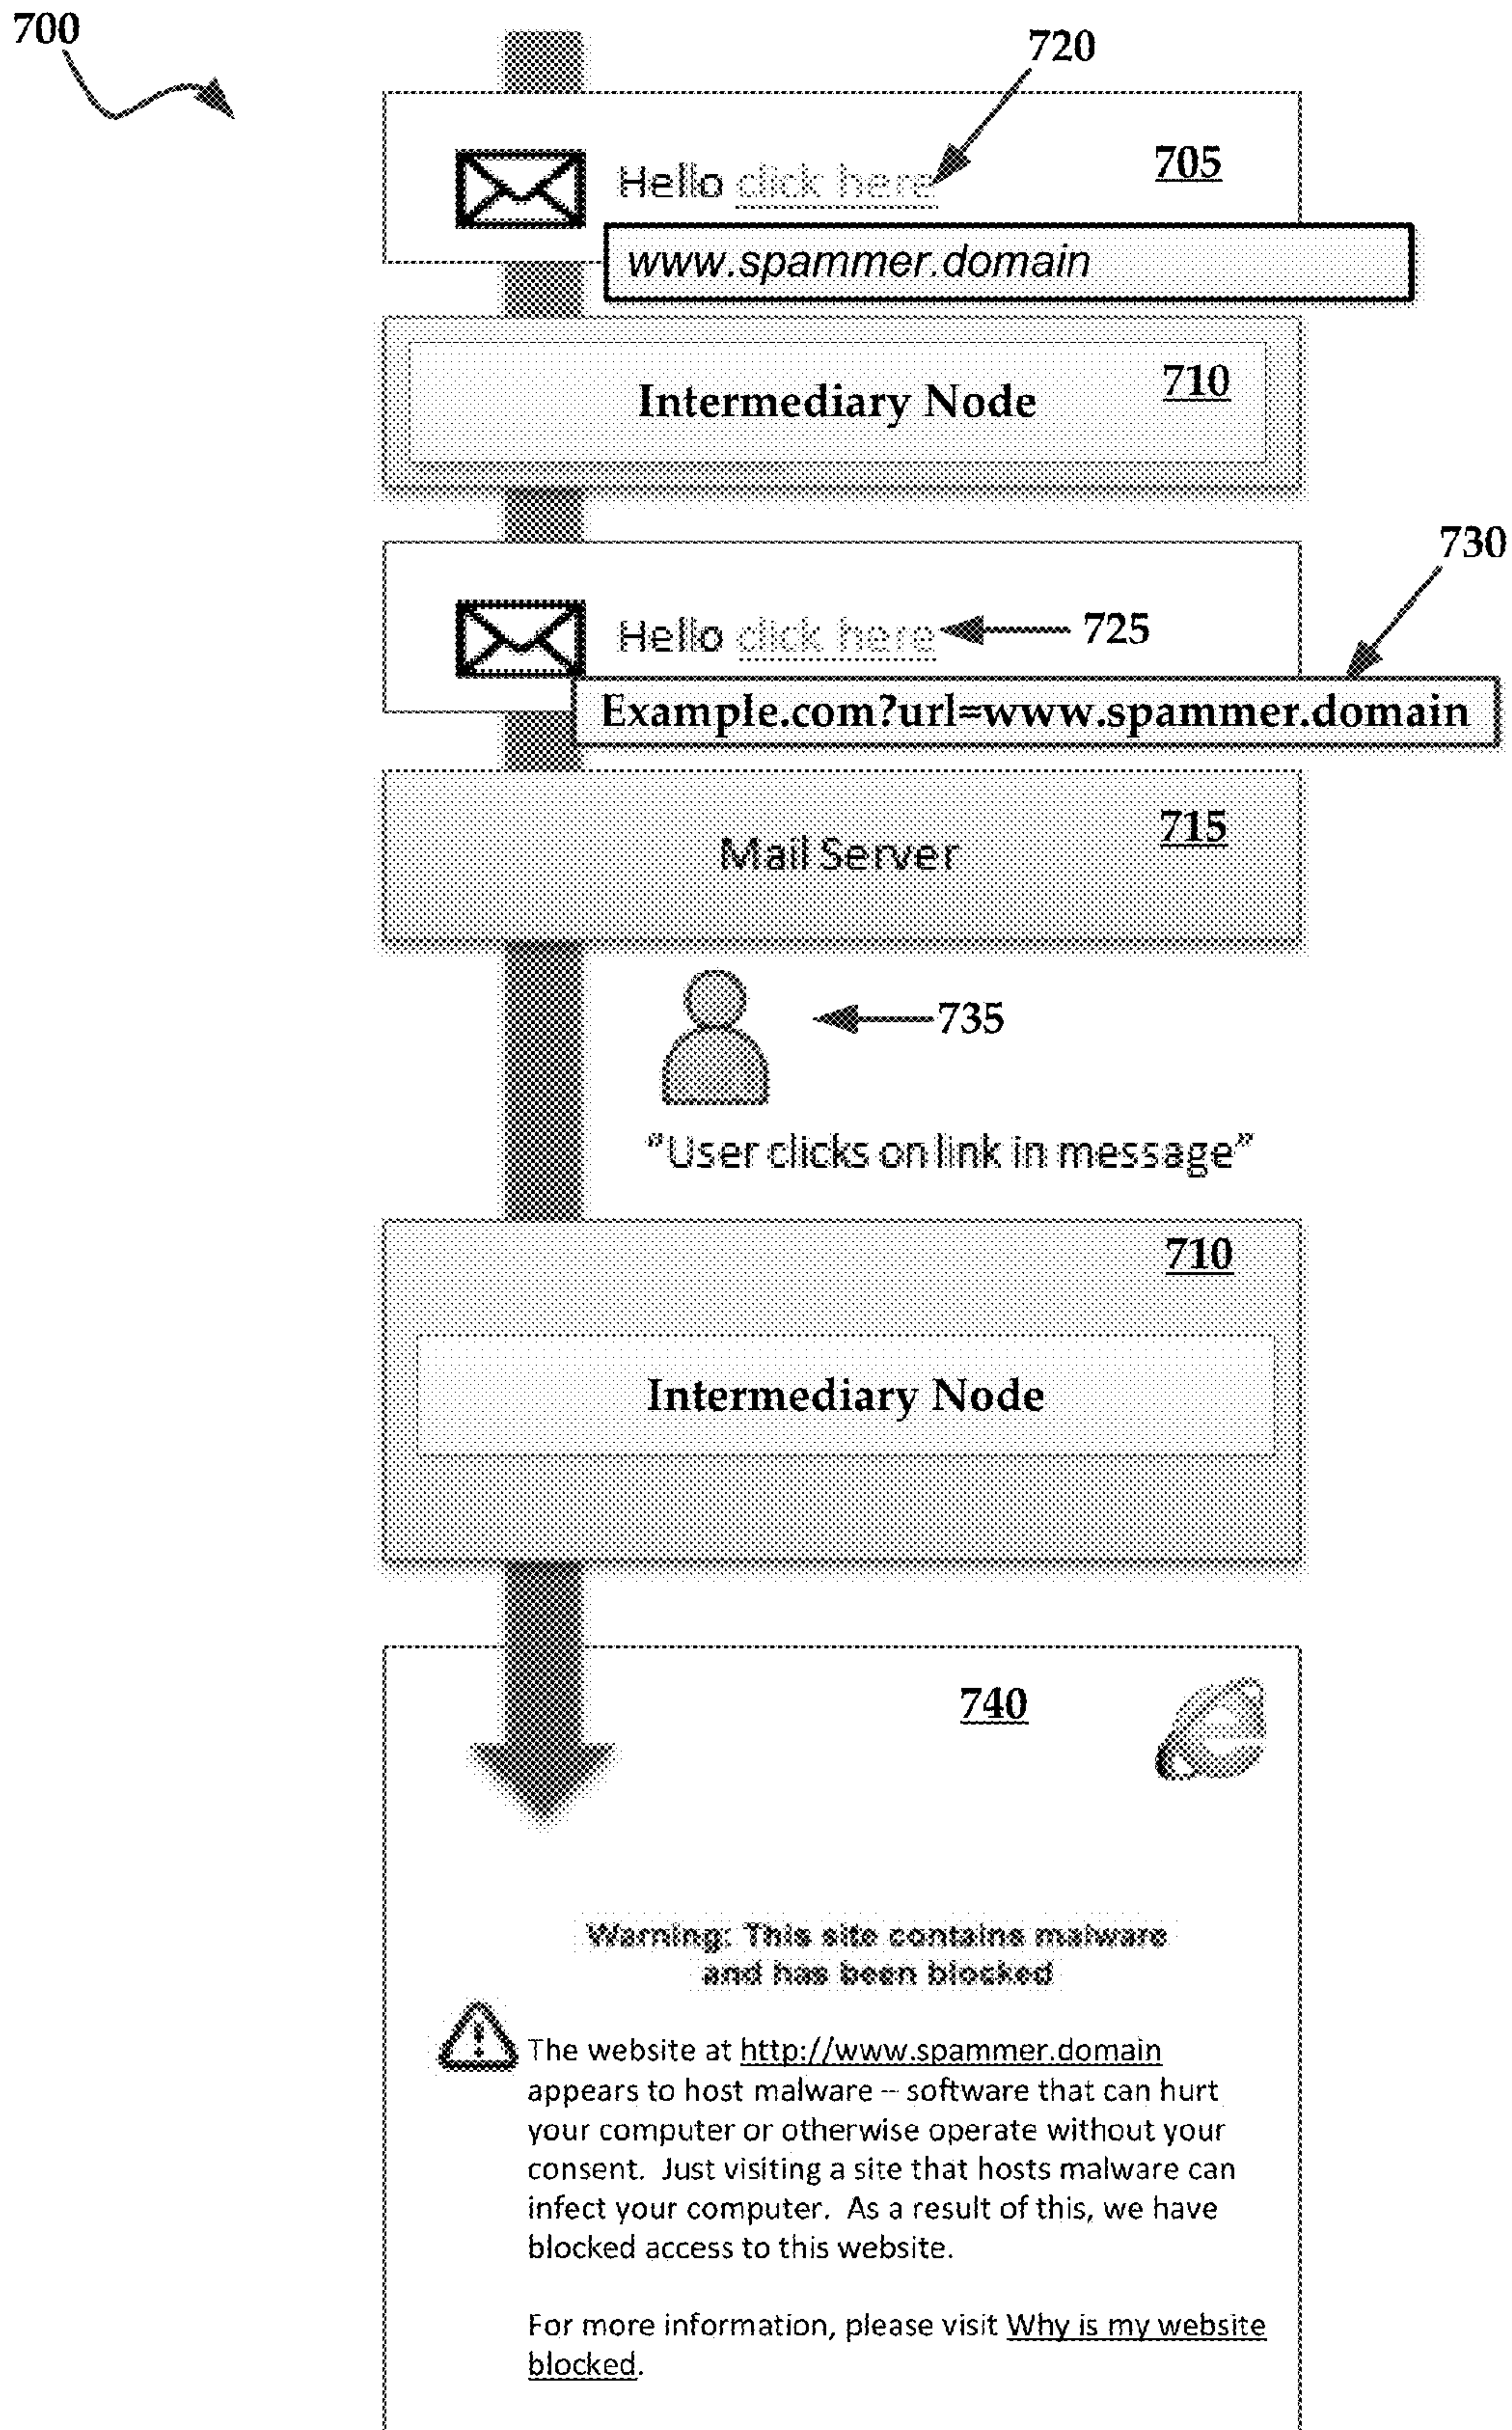 700
720
705
Hello click here
www.spammer.domain
710
Intermediary Node
730
Hello click here
725
Example.com?url=www.spammer.domain
715
Mail Server
735
“User clicks on link in message”
710
Intermediary Node
740
Warning: This site contains malware
and has been blocked
The website at http://www.spammer.domain
appears to host malware -- software that can hurt
your computer or otherwise operate without your
consent. Just visiting a site that hosts malware can
infect your computer. As a result of this, we have
blocked access to this website.
For more information, please visit Why is my website
blocked.